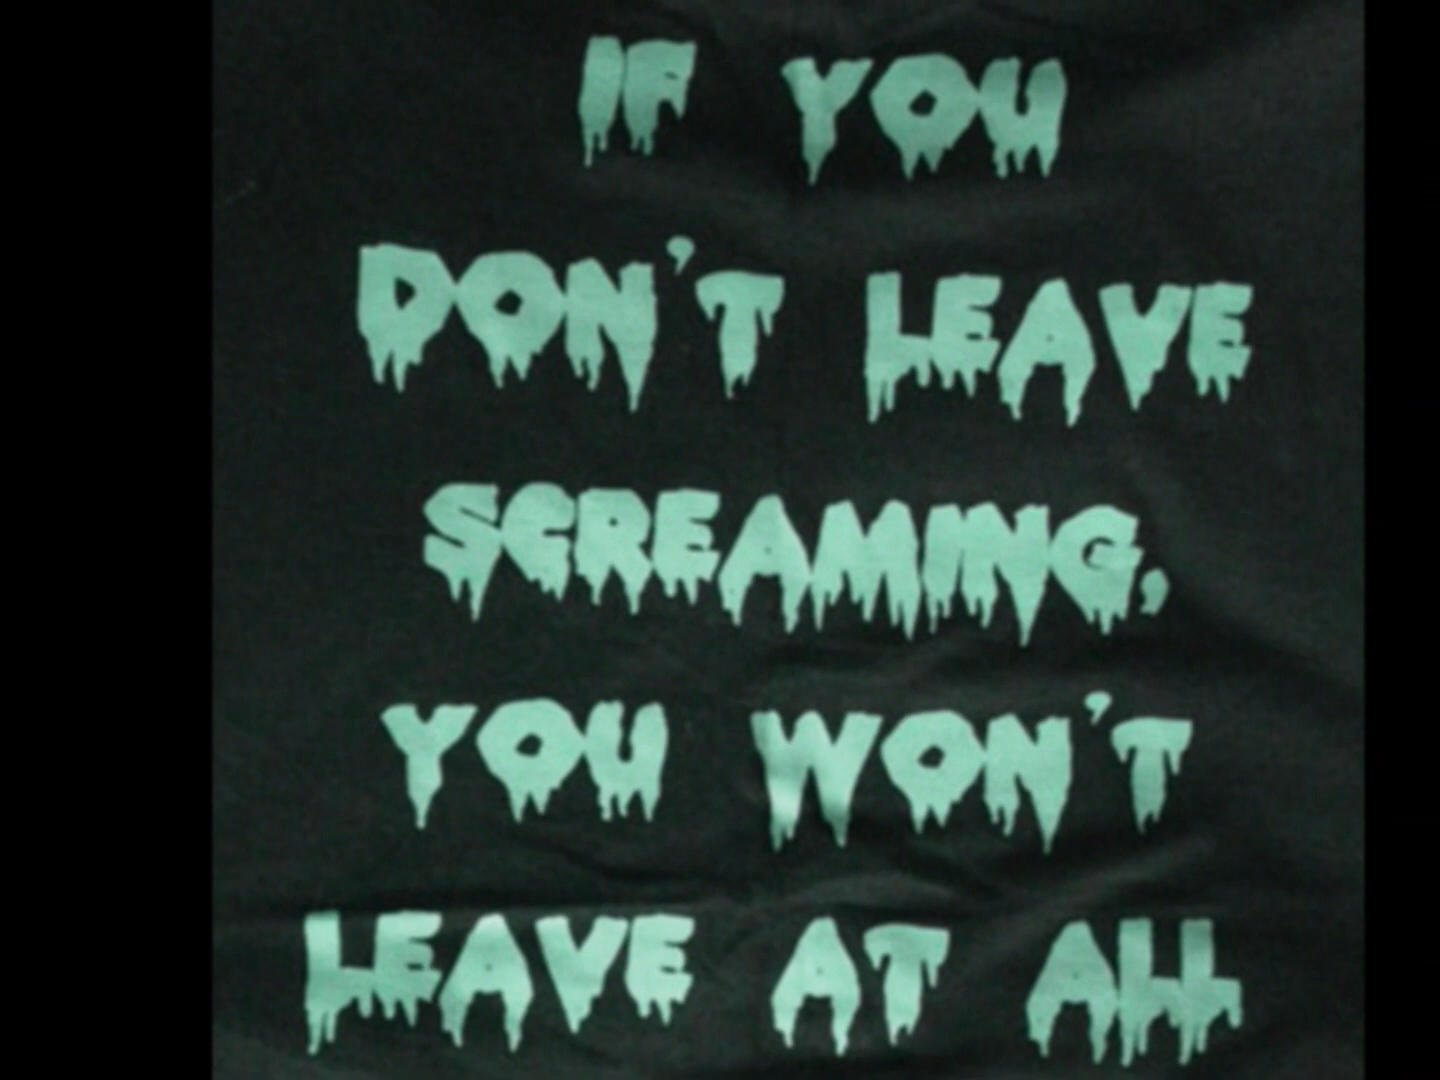 IF YOU
DON'T LEAVE
SCREAMING,
YOU WON'T
LEAVE AT ALL